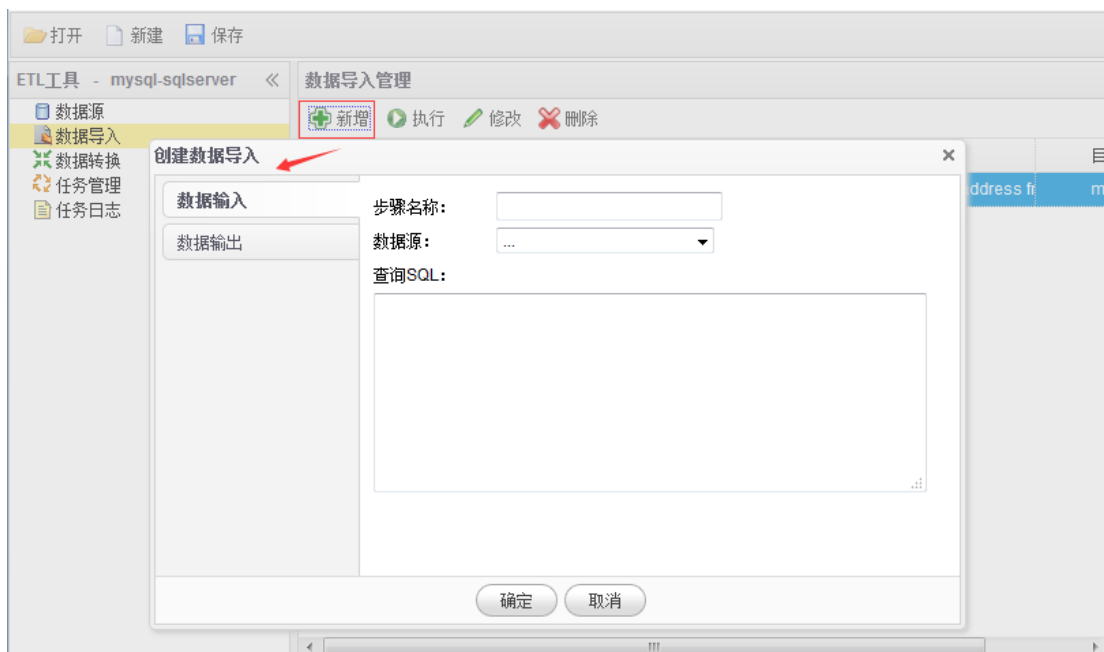 打开 新建 保存
ETL工具 - mysql-sqlserver 数据导入管理
数据源
数据导入
数据转换
任务管理
任务日志
新增 执行 修改 删除
创建数据导入
数据输入
数据输出
步骤名称：
数据源： ...
查询SQL：
确定 取消
目
address fr m